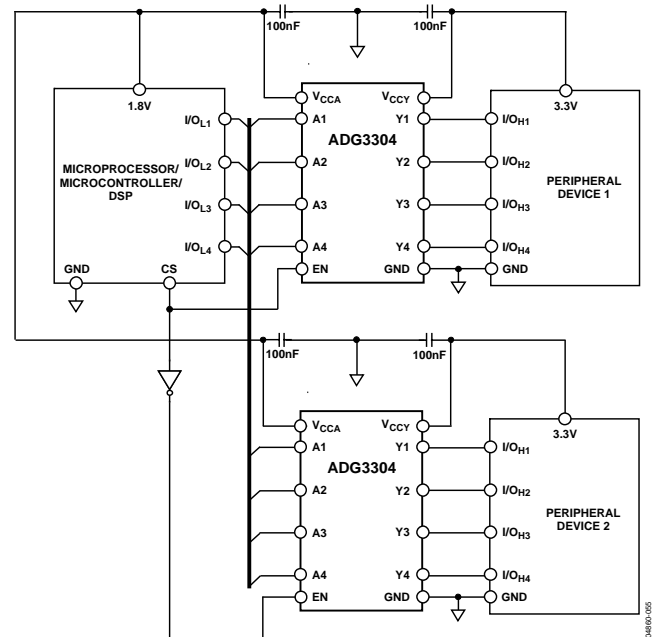 100nF
100nF
1.8V
VCCA
VCCY
3.3V
I/OL1
A1
Y1
I/OH1
ADG3304
MICROPROCESSOR/
MICROCONTROLLER/
DSP
I/OL2
A2
Y2
I/OH2
PERIPHERAL
DEVICE 1
I/OL3
A3
Y3
I/OH3
I/OL4
A4
Y4
I/OH4
GND
CS
EN
GND
GND
100nF
100nF
VCCA
VCCY
3.3V
A1
Y1
I/OH1
ADG3304
A2
Y2
I/OH2
PERIPHERAL
DEVICE 2
A3
Y3
I/OH3
A4
Y4
I/OH4
EN
GND
GND
04860-055